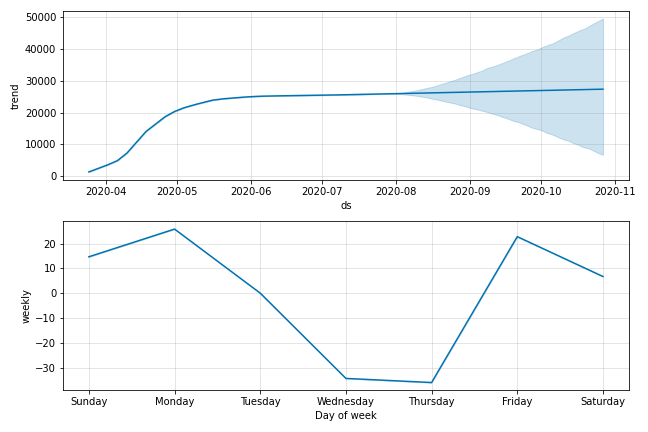 50000
40000
30000
20000
10000
0
trend
2020-04 2020-05 2020-06 2020-07 2020-08 2020-09 2020-10 2020-11
ds
20
10
0
−10
−20
−30
weekly
Sunday Monday Tuesday Wednesday Thursday Friday Saturday
Day of week